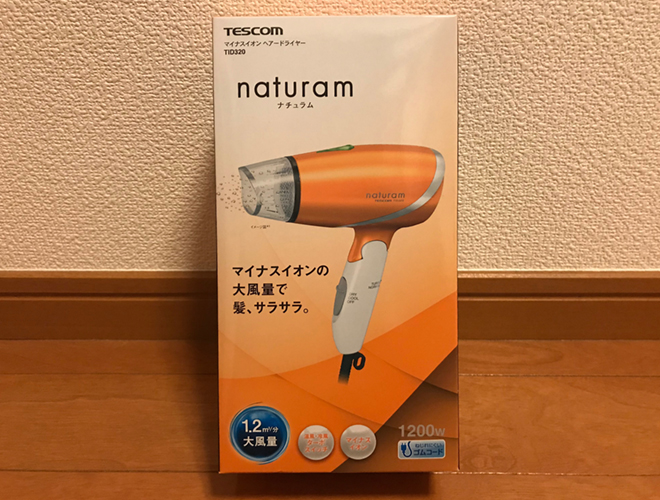 TESCOM
マイナスイオン ヘアードライヤー
TID320
naturam
ナチュラム
naturam
マイナスイオンの
大風量で
髪、サラサラ。
1.2m³/分
大風量
1200W
ゴムコード